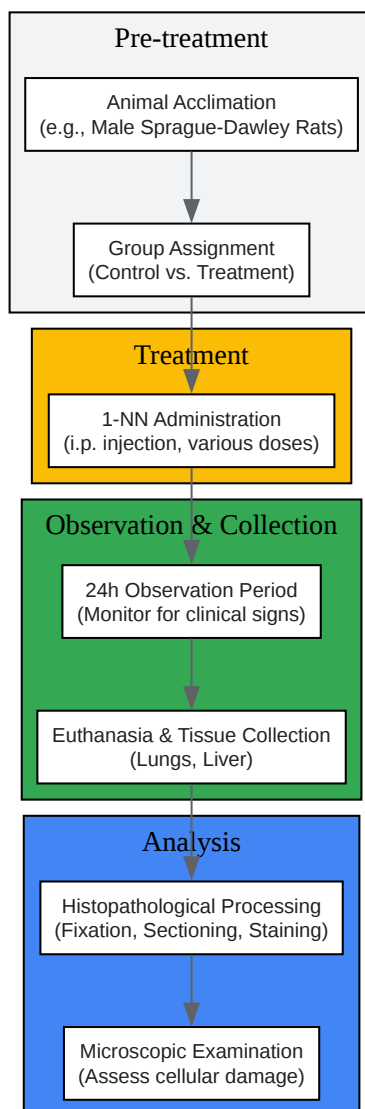 Pre-treatment
Animal Acclimation
(e.g., Male Sprague-Dawley Rats)
Group Assignment
(Control vs. Treatment)
Treatment
1-NN Administration
(i.p. injection, various doses)
Observation & Collection
24h Observation Period
(Monitor for clinical signs)
Euthanasia & Tissue Collection
(Lungs, Liver)
Analysis
Histopathological Processing
(Fixation, Sectioning, Staining)
Microscopic Examination
(Assess cellular damage)